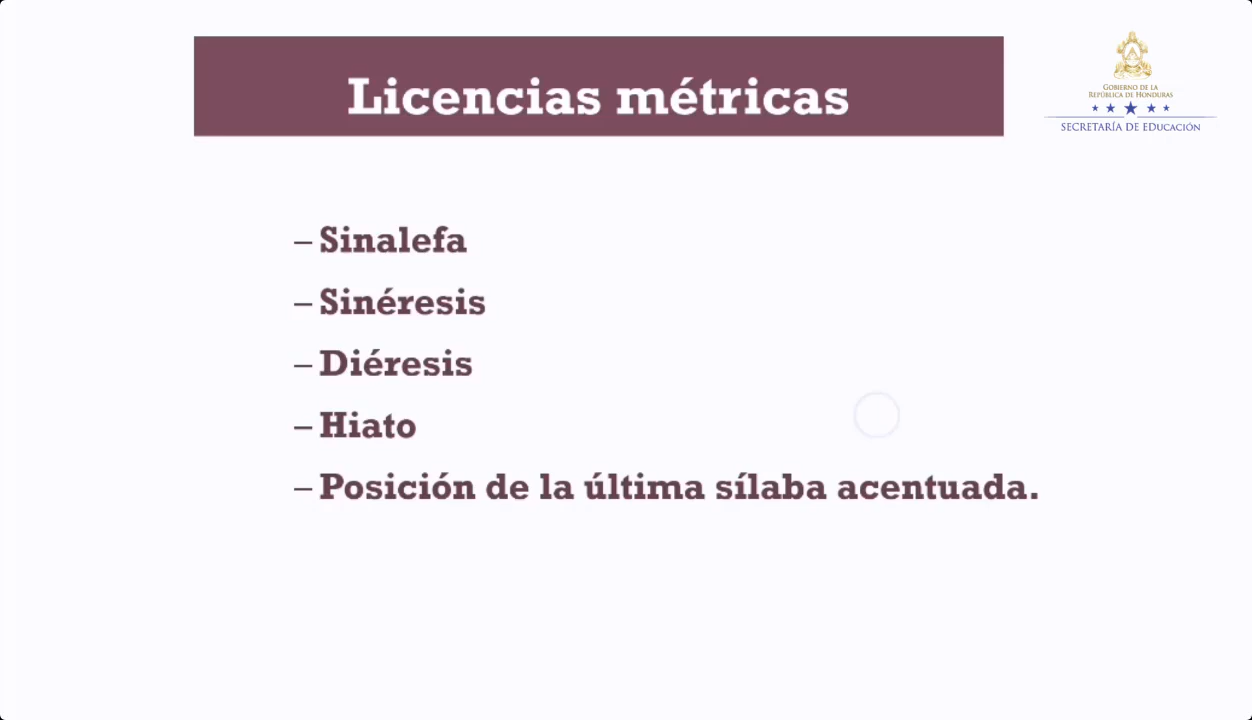 Licencias métricas
GOBIERNO DE LA
REPÚBLICA DE HONDURAS
SECRETARÍA DE EDUCACIÓN
– Sinalefa
– Sinéresis
– Diéresis
– Hiato
– Posición de la última sílaba acentuada.